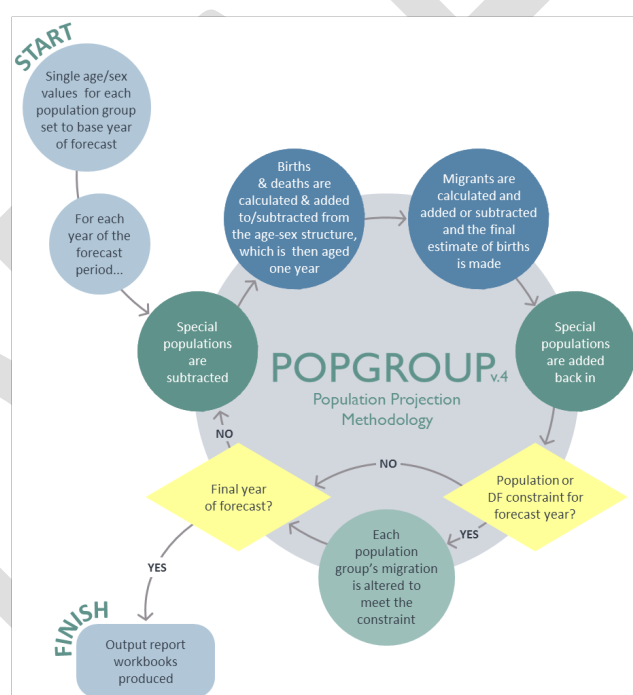 START
Single age/sex
values for each
population group
set to base year
of forecast
For each
year of the
forecast
period...
Special
populations
are
subtracted
Births
& deaths are
calculated & added
to/subtracted from
the age-sex structure,
which is then aged
one year
Migrants are
calculated and
added or subtracted
and the final
estimate of births
is made
Special
populations
are added
back in
POPGROUP v.4
Population Projection
Methodology
Population or
DF constraint for
forecast year?
NO
YES
Each
population
group's migration
is altered to
meet the
constraint
Final year
of forecast?
NO
YES
FINISH
Output report
workbooks
produced